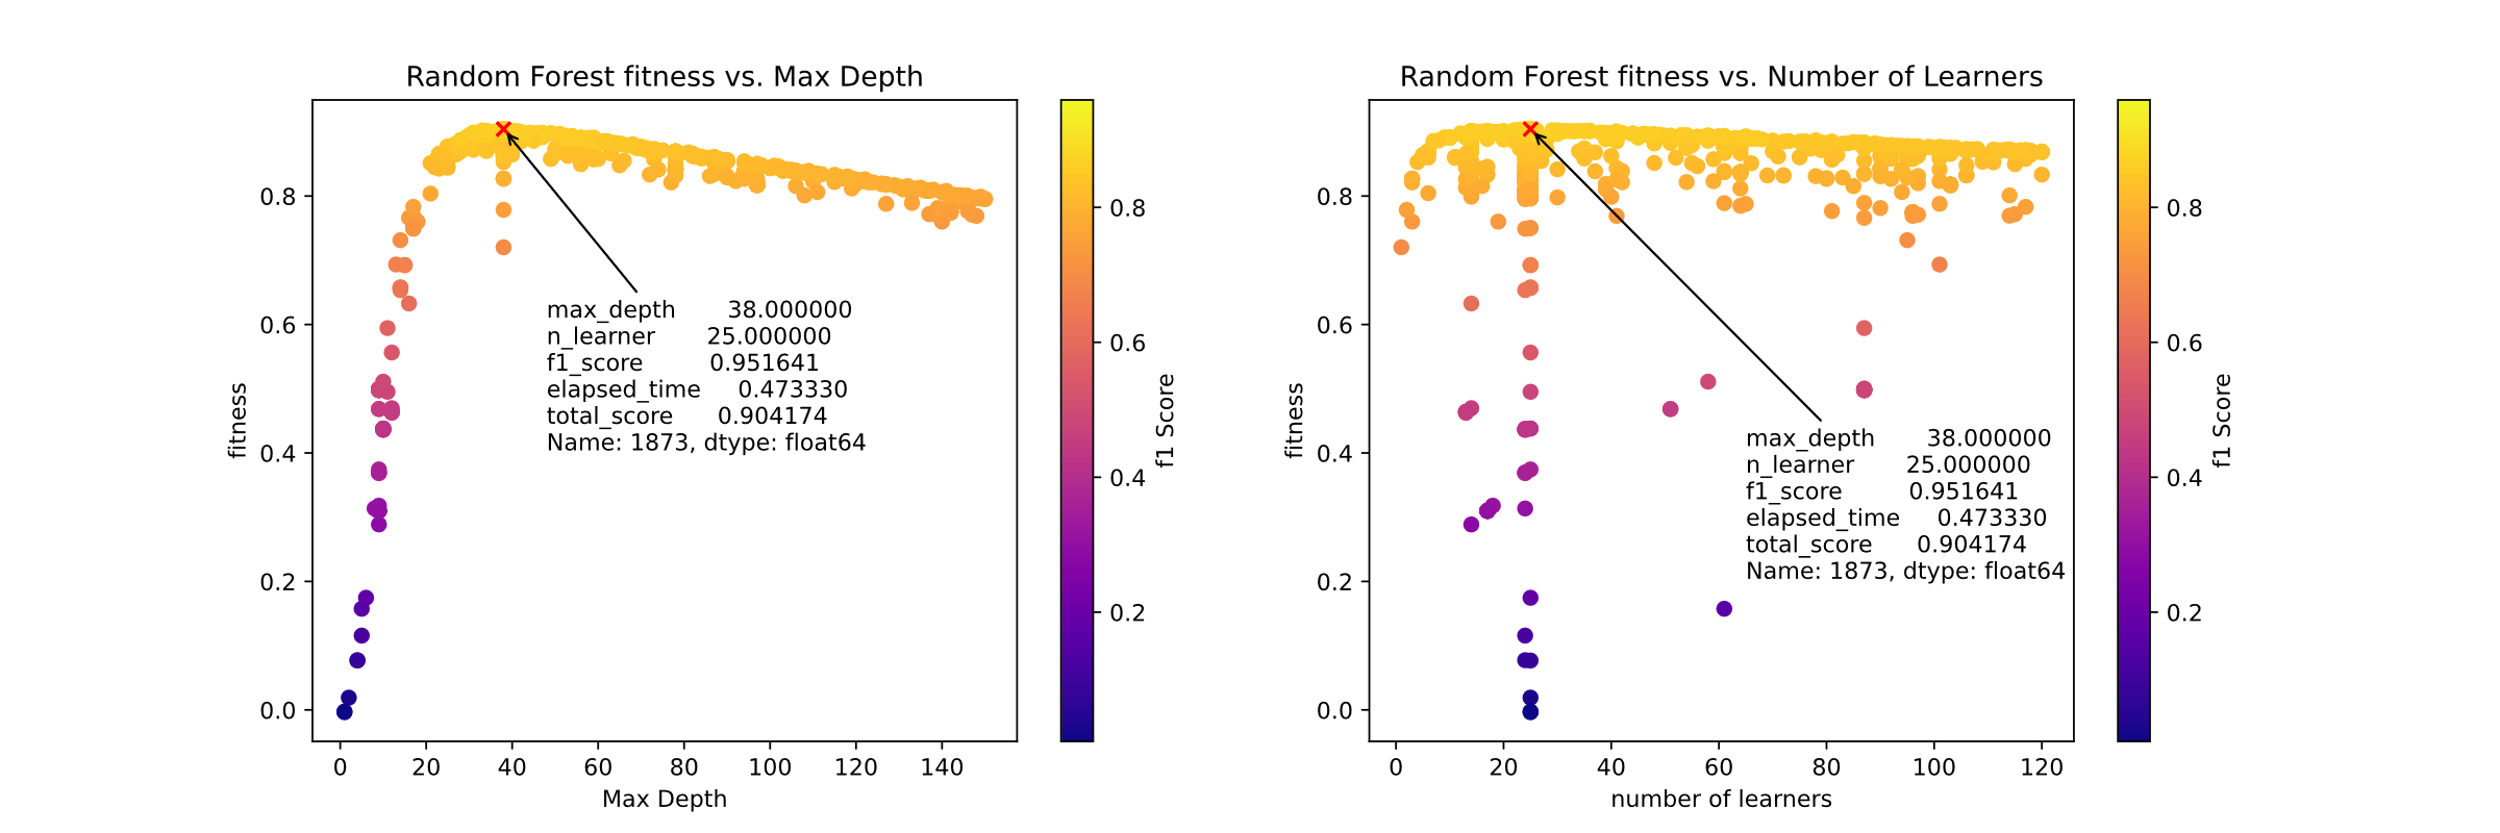 Random Forest fitness vs. Max Depth
fitness
0.8
0.6
0.4
0.2
0.0
0 20 40 60 80 100 120 140
Max Depth
max_depth 38.000000
n_learner 25.000000
f1_score 0.951641
elapsed_time 0.473330
total_score 0.904174
Name: 1873, dtype: float64
0.8
0.6
0.4
0.2
f1 Score
Random Forest fitness vs. Number of Learners
fitness
0.8
0.6
0.4
0.2
0.0
0 20 40 60 80 100 120
number of learners
max_depth 38.000000
n_learner 25.000000
f1_score 0.951641
elapsed_time 0.473330
total_score 0.904174
Name: 1873, dtype: float64
0.8
0.6
0.4
0.2
f1 Score